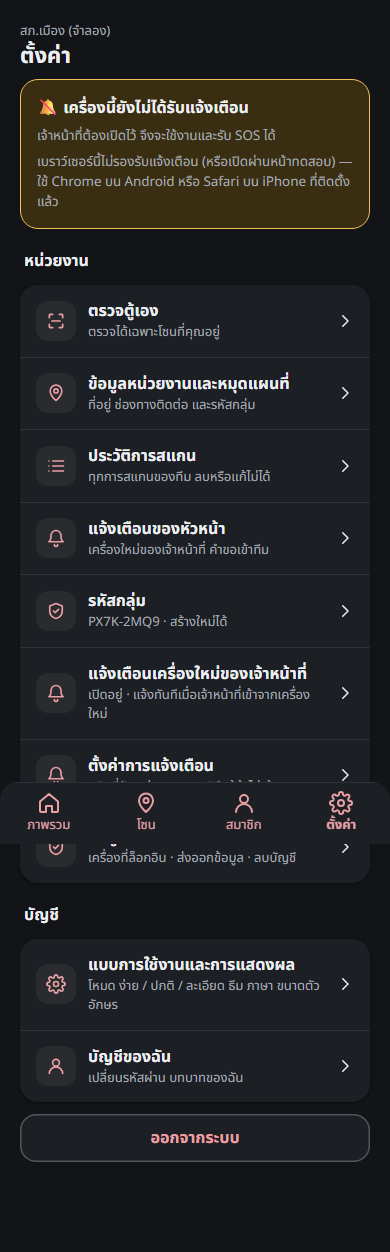 สภ.เมือง (จำลอง)
ตั้งค่า
เครื่องนี้ยังไม่ได้รับแจ้งเตือน
เจ้าหน้าที่ต้องเปิดไว้ จึงจะใช้งานและรับ SOS ได้
เบราว์เซอร์นี้ไม่รองรับแจ้งเตือน (หรือเปิดผ่านหน้าทดสอบ) —
ใช้ Chrome บน Android หรือ Safari บน iPhone ที่ติดตั้ง
แล้ว
หน่วยงาน
ตรวจตู้เอง
ตรวจได้เฉพาะโซนที่คุณอยู่
ข้อมูลหน่วยงานและหมุดแผนที่
ที่อยู่ ช่องทางติดต่อ และรหัสกลุ่ม
ประวัติการสแกน
ทุกการสแกนของทีม ลบหรือแก้ไม่ได้
แจ้งเตือนของหัวหน้า
เครื่องใหม่ของเจ้าหน้าที่ คำขอเข้าทีม
รหัสกลุ่ม
PX7K-2MQ9 · สร้างใหม่ได้
แจ้งเตือนเครื่องใหม่ของเจ้าหน้าที่
เปิดอยู่ · แจ้งทันทีเมื่อเจ้าหน้าที่เข้าจากเครื่อง
ใหม่
ตั้งค่าการแจ้งเตือน
ภาพรวม
โซน
สมาชิก
ตั้งค่า
เครื่องที่ล็อกอิน · ส่งออกข้อมูล · ลบบัญชี
บัญชี
แบบการใช้งานและการแสดงผล
โหมด ง่าย / ปกติ / ละเอียด ธีม ภาษา ขนาดตัว
อักษร
บัญชีของฉัน
เปลี่ยนรหัสผ่าน บทบาทของฉัน
ออกจากระบบ